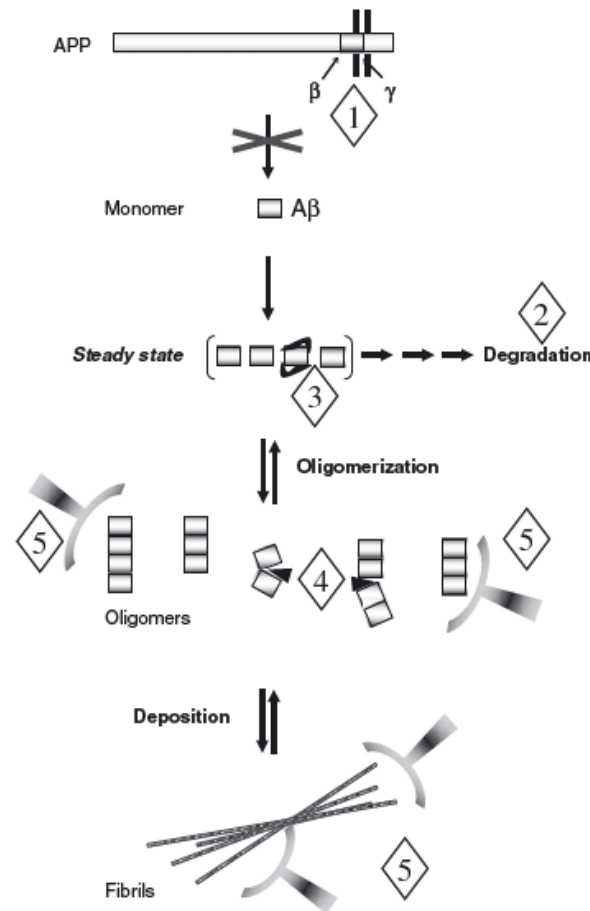 APP
β γ
1
Monomer Aβ
2
Steady state Degradation
3
Oligomerization
5 5
4
Oligomers
Deposition
5
Fibrils